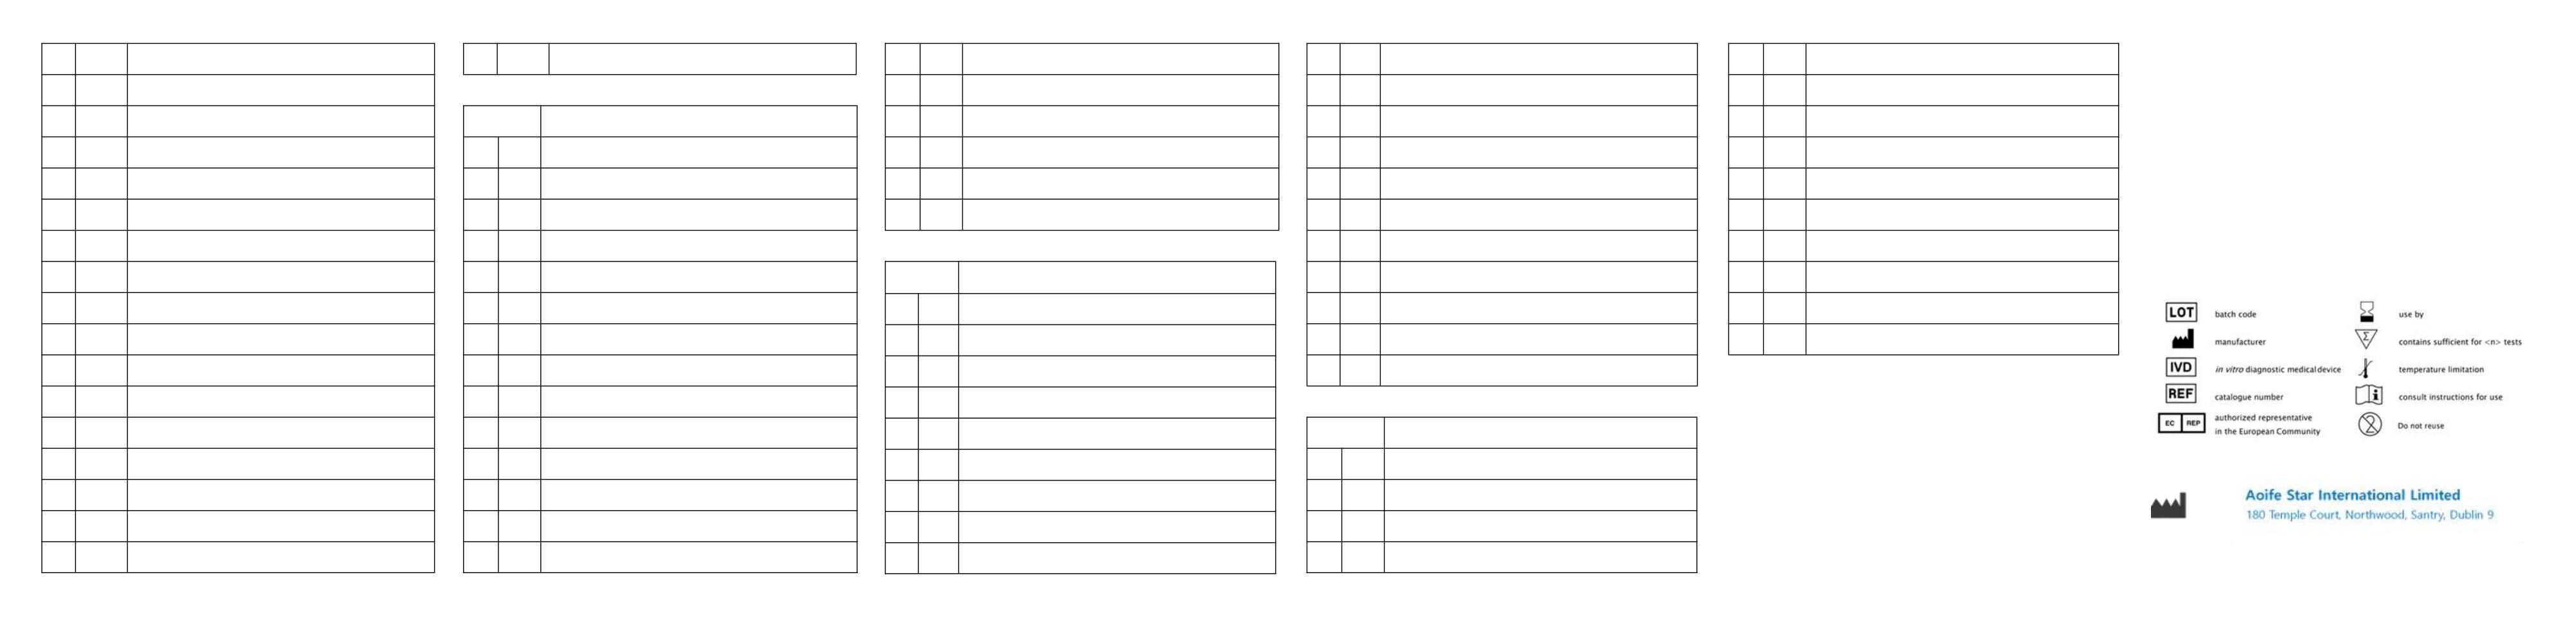 LOT batch code
manufacturer
IVD in vitro diagnostic medical device
REF catalogue number
EC REP authorized representative
in the European Community
use by
Σ contains sufficient for <n> tests
temperature limitation
i consult instructions for use
2 Do not reuse
Aoife Star International Limited
180 Temple Court, Northwood, Santry, Dublin 9